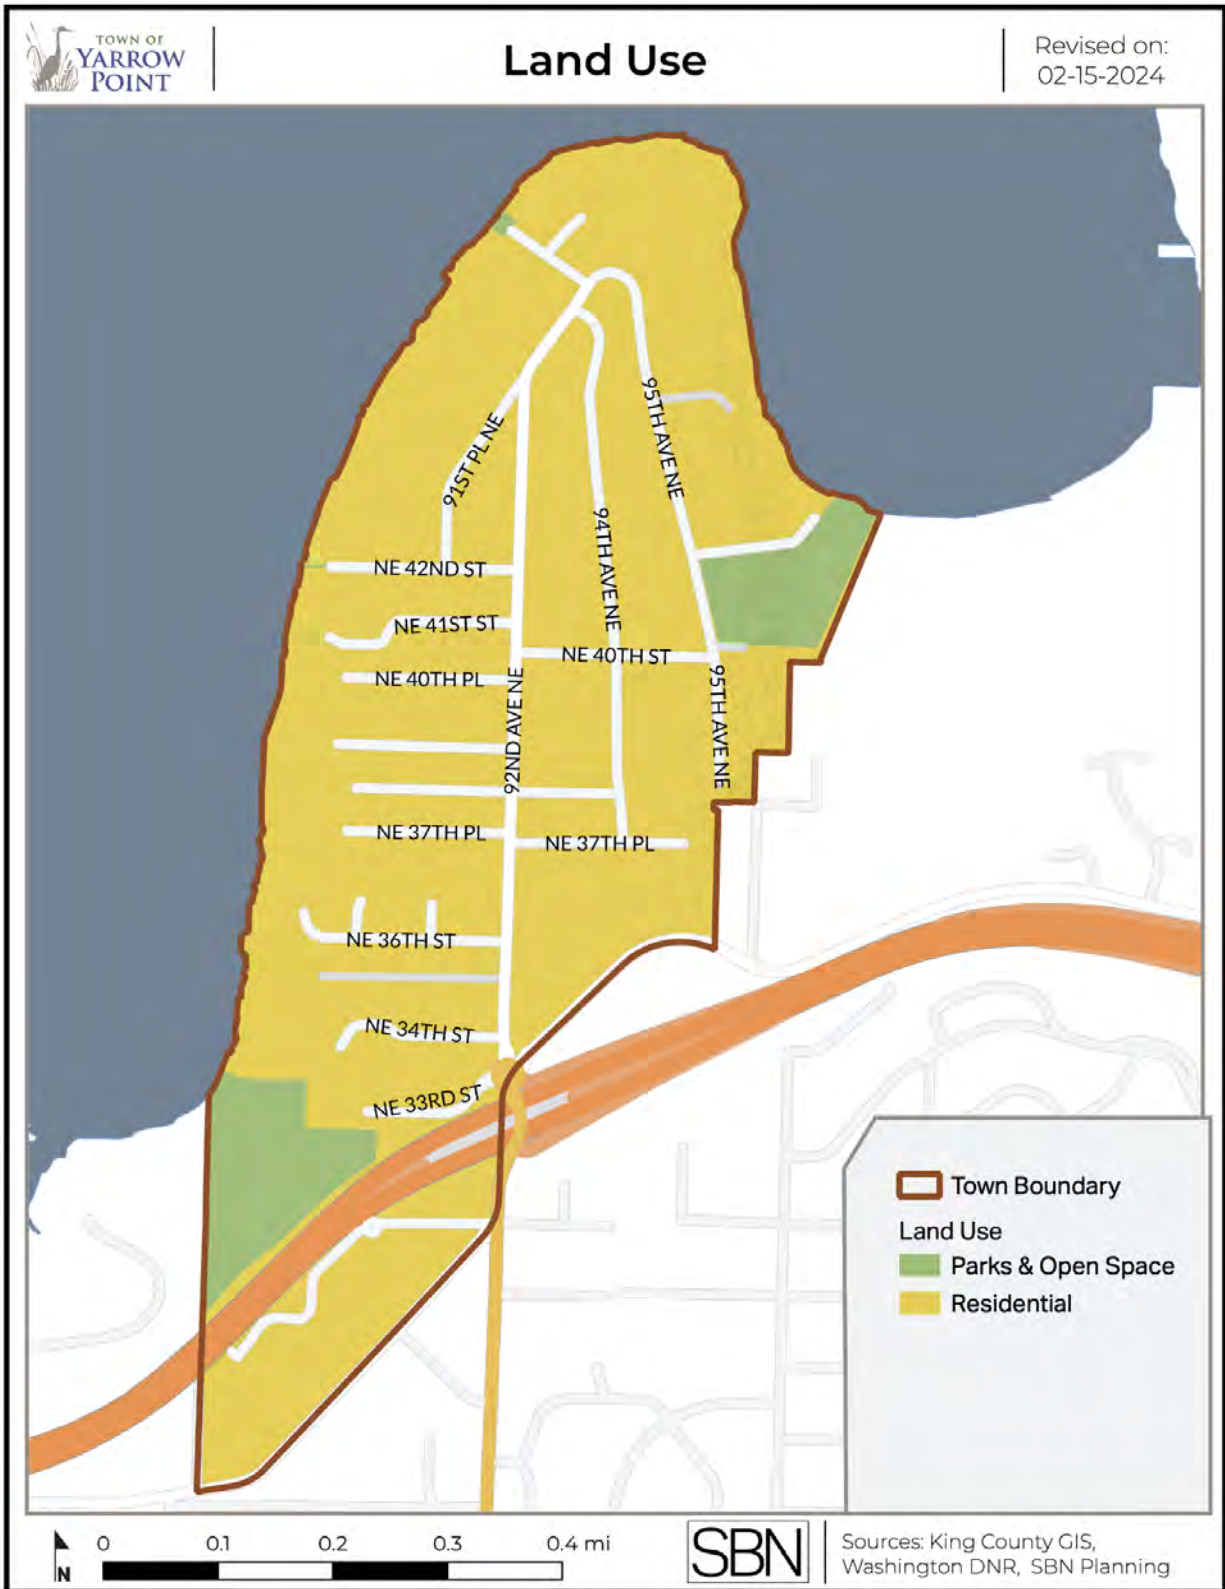 TOWN OF
YARROW
POINT
Land Use
Revised on:
02-15-2024
91ST PL NE
95TH AVE NE
94TH AVE NE
NE 42ND ST
NE 41ST ST
NE 40TH ST
NE 40TH PL
92ND AVE NE
95TH AVE NE
NE 37TH PL
NE 37TH PL
NE 36TH ST
NE 34TH ST
NE 33RD ST
Town Boundary
Land Use
Parks & Open Space
Residential
N
0 0.1 0.2 0.3 0.4 mi
SBN
Sources: King County GIS,
Washington DNR, SBN Planning